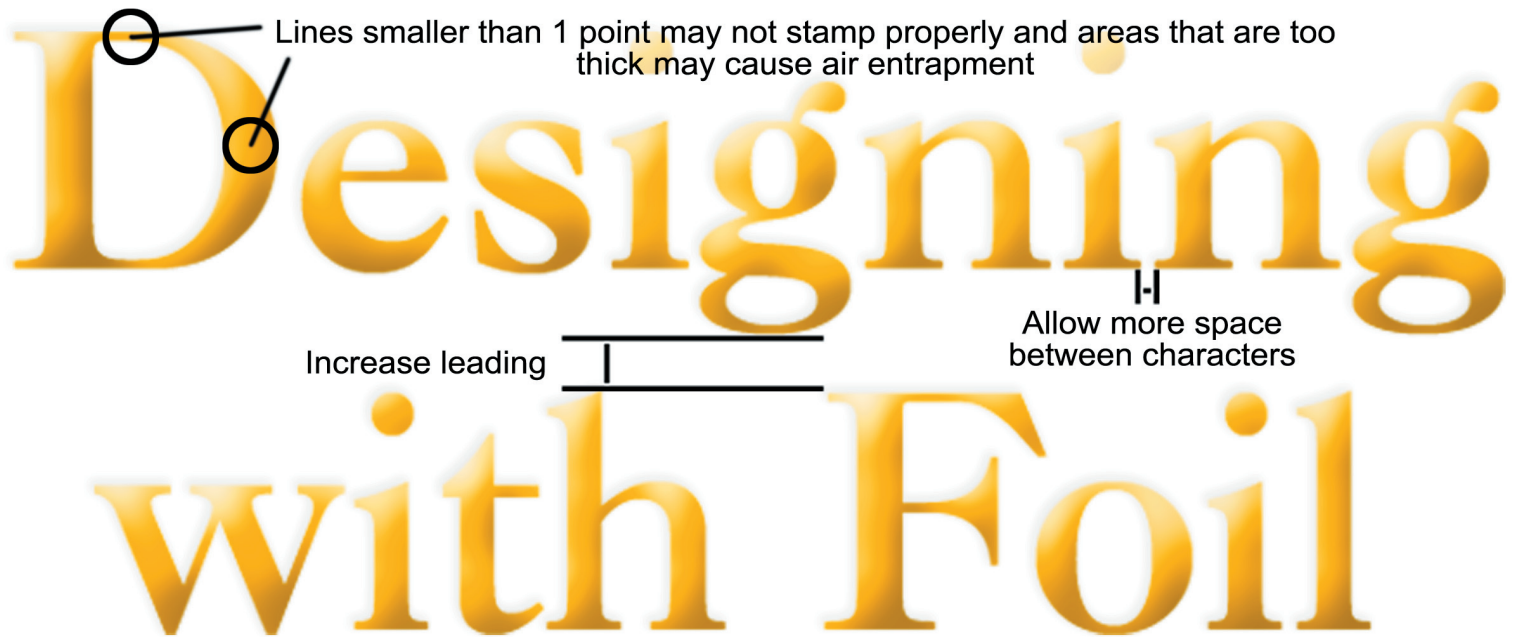 Lines smaller than 1 point may not stamp properly and areas that are too
thick may cause air entrapment
Designing
Allow more space
between characters
Increase leading
with Foil